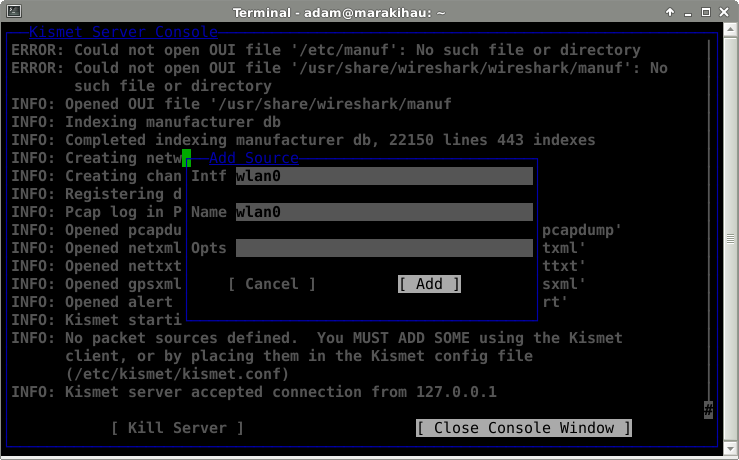 Terminal - adam@marakihau: ~
Kismet Server Console
ERROR: Could not open OUI file '/etc/manuf': No such file or directory
ERROR: Could not open OUI file '/usr/share/wireshark/wireshark/manuf': No
such file or directory
INFO: Opened OUI file '/usr/share/wireshark/manuf
INFO: Indexing manufacturer db
INFO: Completed indexing manufacturer db, 22150 lines 443 indexes
INFO: Creating netw
Add Source
INFO: Creating chan
Intf wlan0
INFO: Registering d
INFO: Pcap log in P
Name wlan0
INFO: Opened pcapdu
pcapdump'
INFO: Opened netxml
Opts
txml'
INFO: Opened nettxt
ttxt'
INFO: Opened gpsxml
[ Cancel ] [ Add ]
sxml'
INFO: Opened alert
rt'
INFO: Kismet starti
INFO: No packet sources defined.  You MUST ADD SOME using the Kismet
client, or by placing them in the Kismet config file
(/etc/kismet/kismet.conf)
INFO: Kismet server accepted connection from 127.0.0.1
#
[ Kill Server ] [ Close Console Window ]